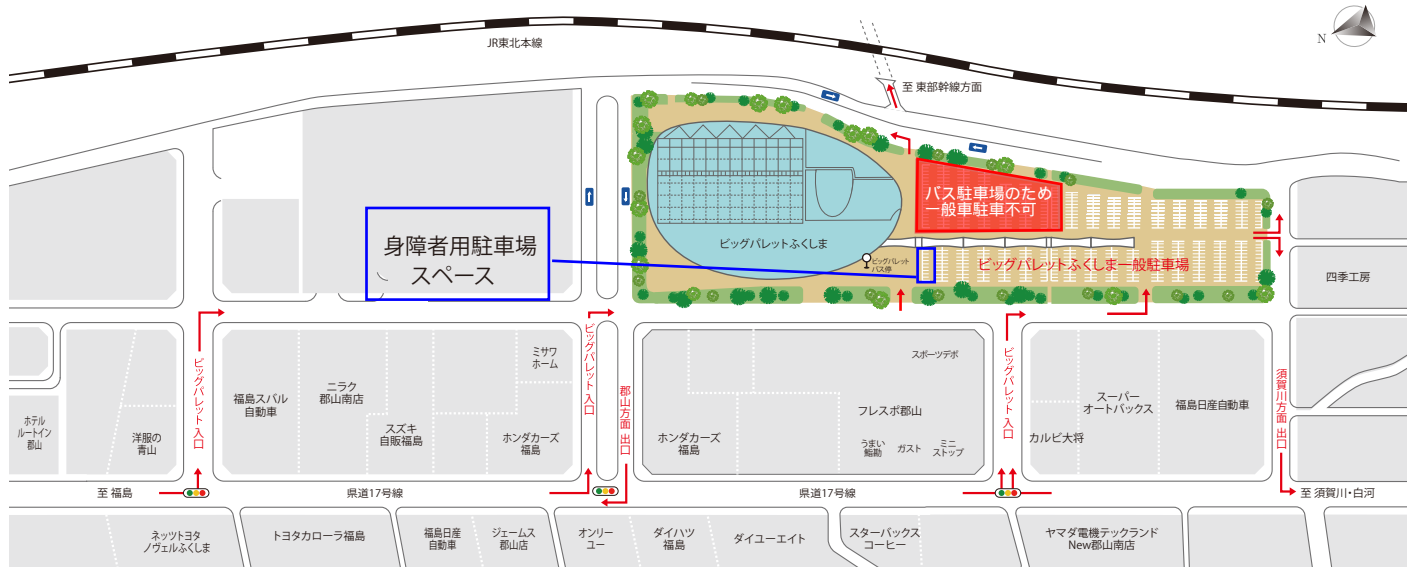 JR東北本線
N
至 東部幹線方面
バス駐車場のため
一般車駐車不可
身障者用駐車場
スペース
ビッグパレットふくしま
ビッグパレット
バス停
ビッグパレットふくしま一般駐車場
四季工房
ビッグパレット 入口
ビッグパレット 入口
郡山方面 出口
ビッグパレット 入口
須賀川方面 出口
ホテル
ルートイン
郡山
洋服の
青山
福島スバル
自動車
ニラク
郡山南店
スズキ
自販福島
ミサワ
ホーム
ホンダカーズ
福島
ホンダカーズ
福島
スポーツデポ
フレスポ郡山
うまい
鮨勘
ガスト
ミニ
ストップ
カルビ大将
スーパー
オートバックス
福島日産自動車
至 福島
県道17号線
県道17号線
至 須賀川・白河
ネッツトヨタ
ノヴェルふくしま
トヨタカローラ福島
福島日産
自動車
ジェームス
郡山店
オンリー
ユー
ダイハツ
福島
ダイユーエイト
スターバックス
コーヒー
ヤマダ電機テックランド
New郡山南店